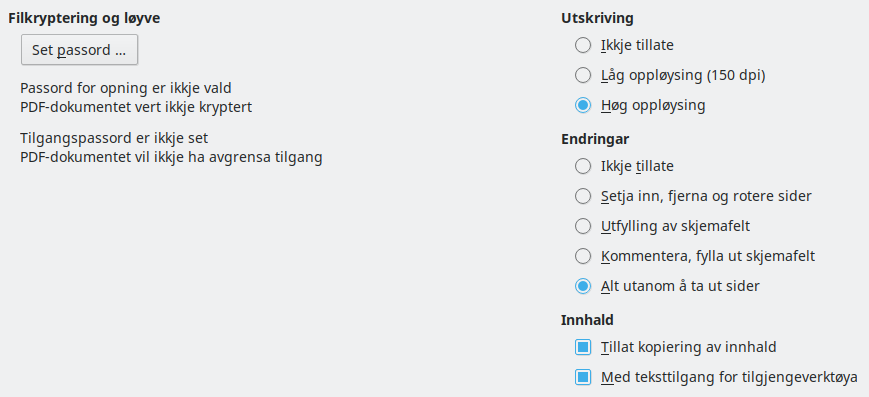 Filkryptering og løyve
Set passord ...
Passord for opning er ikkje vald
PDF-dokumentet vert ikkje kryptert
Tilgangspassord er ikkje set
PDF-dokumentet vil ikkje ha avgrensa tilgang
Utskriving
Ikkje tillate
Låg oppløysing (150 dpi)
Høg oppløysing
Endringar
Ikkje tillate
Setja inn, fjerna og rotere sider
Utfylling av skjemafelt
Kommentera, fylla ut skjemafelt
Alt utanom å ta ut sider
Innhald
Tillat kopiering av innhald
Med teksttilgang for tilgjengeverktøya